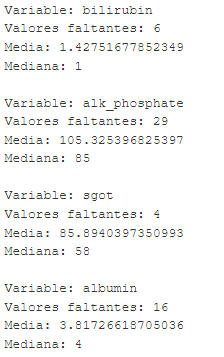 Variable: bilirubin
Valores faltantes: 6
Media: 1.42751677852349
Mediana: 1
Variable: alk_phosphate
Valores faltantes: 29
Media: 105.325396825397
Mediana: 85
Variable: sgot
Valores faltantes: 4
Media: 85.8940397350993
Mediana: 58
Variable: albumin
Valores faltantes: 16
Media: 3.81726618705036
Mediana: 4